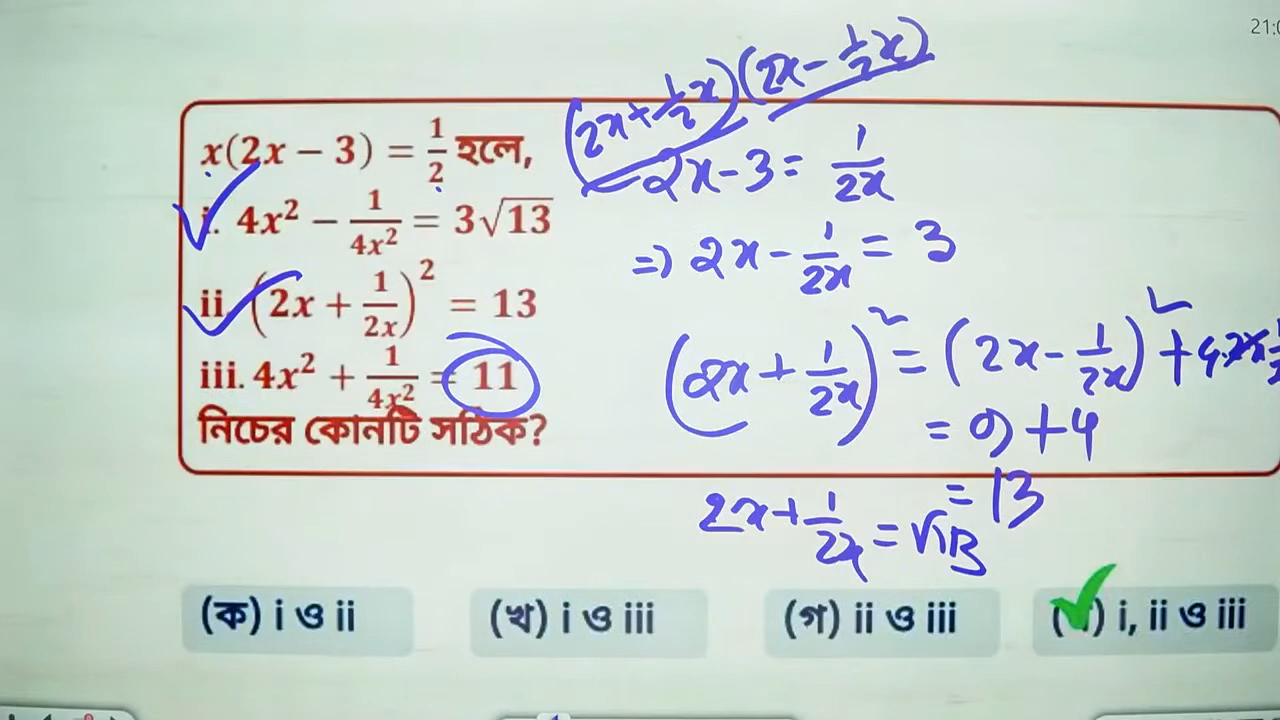 21:0
(2x+1/2x)(2x-1/2x)
x(2x − 3) = 1/2 হলে,
2x-3 = 1/2x
i. 4x² − 1/4x² = 3√13
=> 2x - 1/2x = 3
ii. (2x + 1/2x)² = 13
(2x + 1/2x)² = (2x - 1/2x)² + 4.2x
iii. 4x² + 1/4x² = 11
= 9+4
নিচের কোনটি সঠিক?
= 13
2x+1/2x = √13
(ক) i ও ii
(খ) i ও iii
(গ) ii ও iii
i, ii ও iii